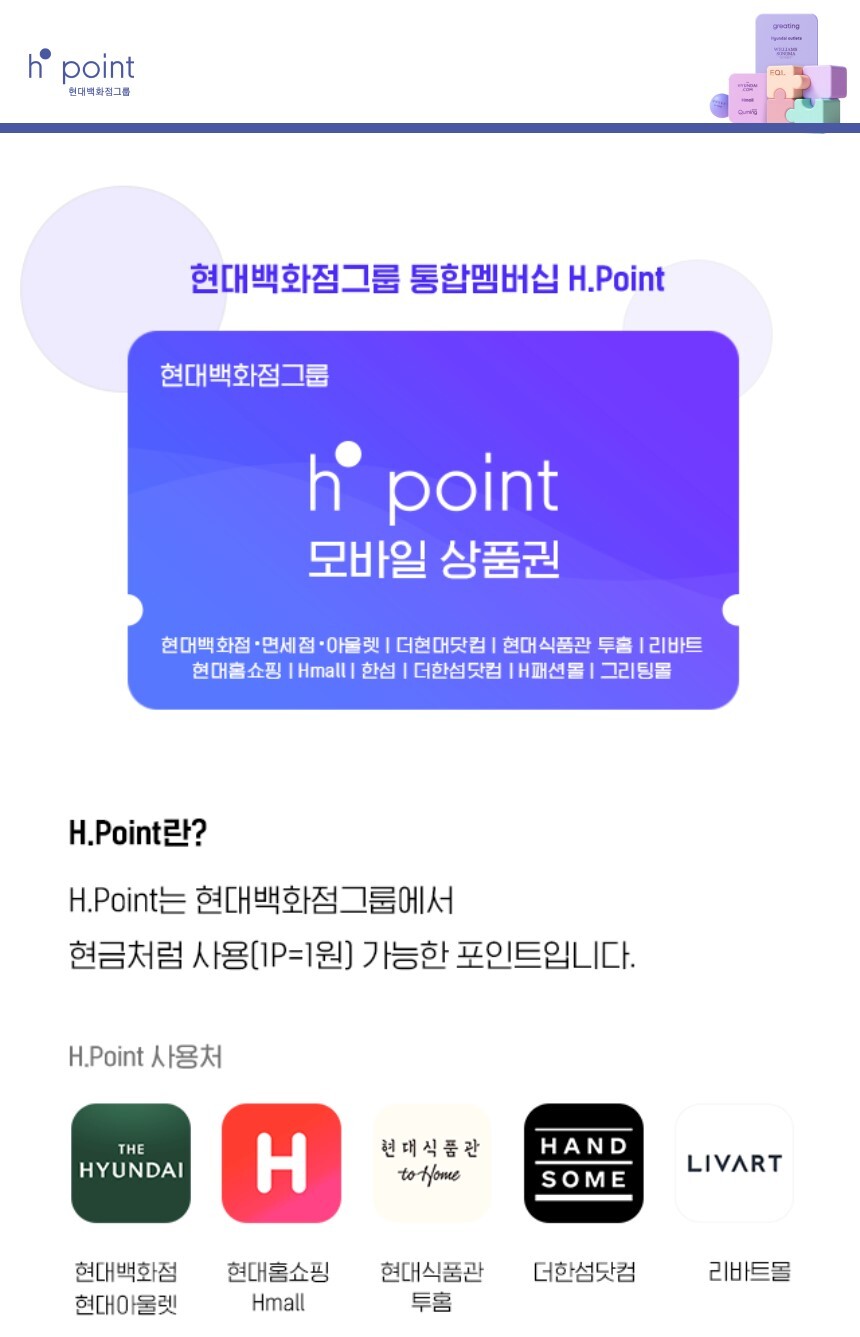 h point
현대백화점그룹
greating
Hyundai outlets
WILLIAMS
SONOMA
EQL
HYUNDAI
.COM
Hmall
현대백화점그룹 통합멤버십 H.Point
현대백화점그룹
h point
모바일 상품권
현대백화점·면세점·아울렛 | 더현대닷컴 | 현대식품관 투홈 | 리바트
현대홈쇼핑 | Hmall | 한섬 | 더한섬닷컴 | H패션몰 | 그리팅몰
H.Point란?
H.Point는 현대백화점그룹에서
현금처럼 사용(1P=1원) 가능한 포인트입니다.
H.Point 사용처
THE
HYUNDAI
H
현대식품관
to Home
HAND
SOME
LIVART
현대백화점
현대아울렛
현대홈쇼핑
Hmall
현대식품관
투홈
더한섬닷컴
리바트몰